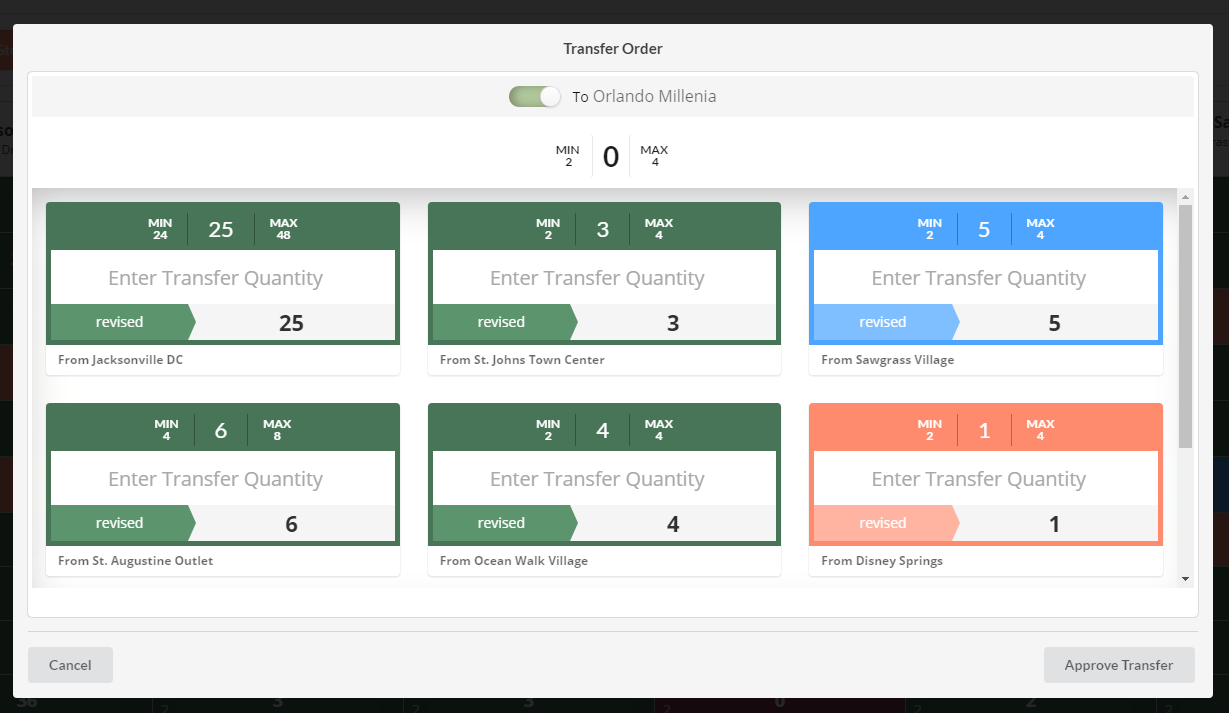 Transfer Order
To Orlando Millenia
MIN 0 MAX
2 4
MIN 25 MAX
24 48
Enter Transfer Quantity
revised 25
From Jacksonville DC
MIN 3 MAX
2 4
Enter Transfer Quantity
revised 3
From St. Johns Town Center
MIN 5 MAX
2 4
Enter Transfer Quantity
revised 5
From Sawgrass Village
MIN 6 MAX
4 8
Enter Transfer Quantity
revised 6
From St. Augustine Outlet
MIN 4 MAX
2 4
Enter Transfer Quantity
revised 4
From Ocean Walk Village
MIN 1 MAX
2 4
Enter Transfer Quantity
revised 1
From Disney Springs
Cancel Approve Transfer